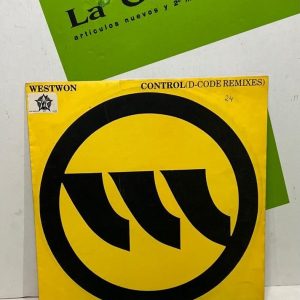 La
artículos nuevos y 2ª
WESTWON
CONTROL(D-CODE REMIXES)
24